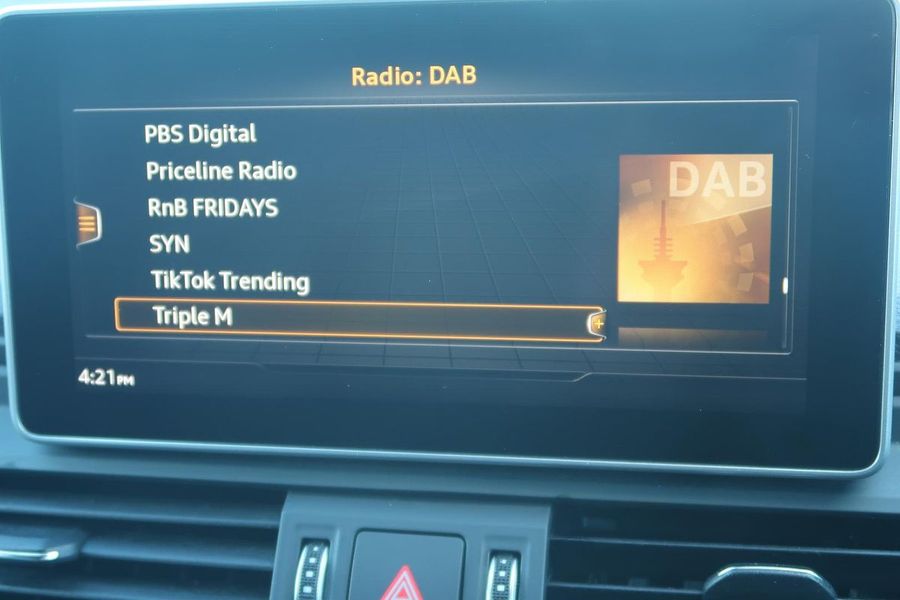 Radio: DAB
PBS Digital
Priceline Radio
RnB FRIDAYS
SYN
TikTok Trending
Triple M
DAB
4:21PM